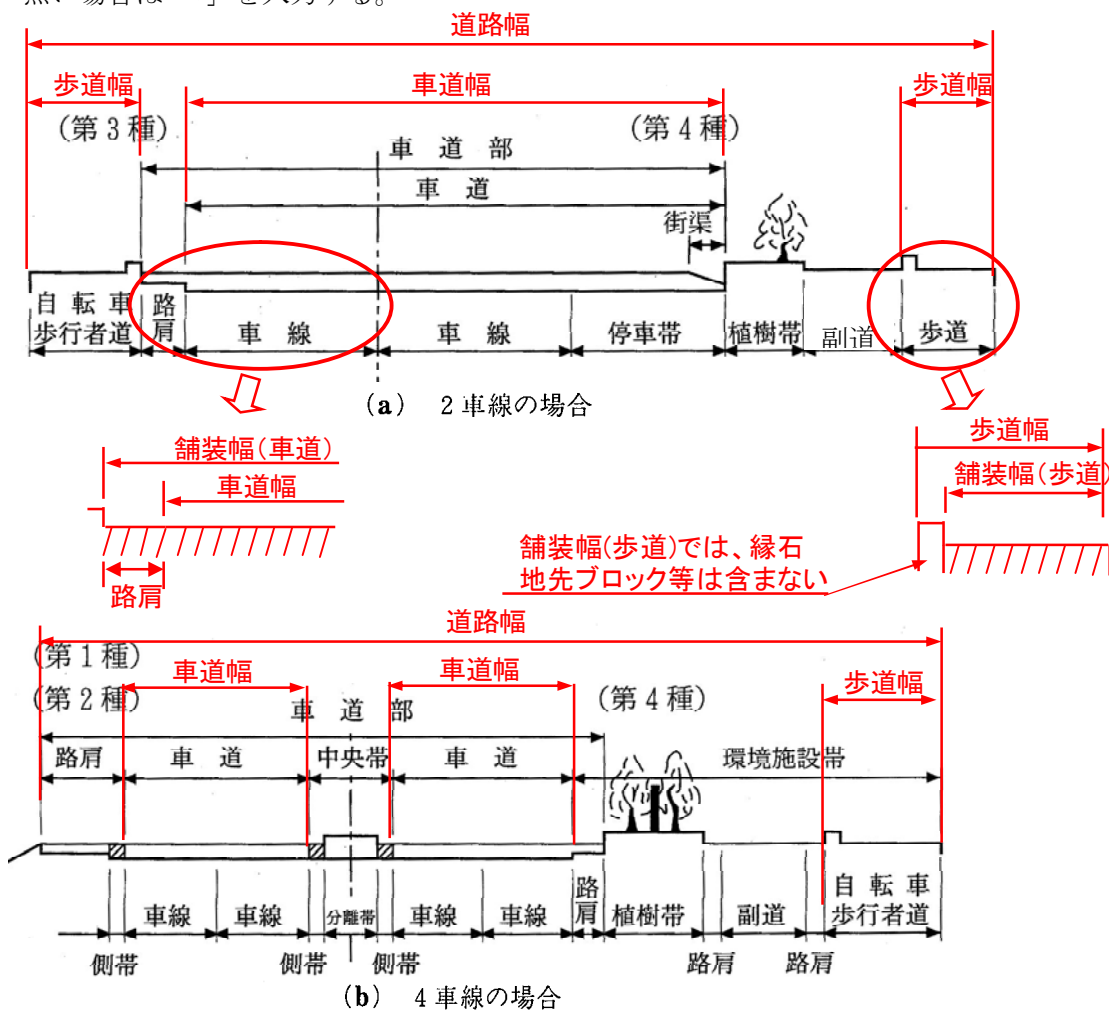 道路幅
歩道幅
車道幅
歩道幅
(第3種)
(第4種)
車道部
車道
街渠
自転車
歩行者道
路肩
車線
車線
停車帯
植樹帯
副道
歩道
(a) 2車線の場合
舗装幅(車道)
車道幅
路肩
歩道幅
舗装幅(歩道)
舗装幅(歩道)では、縁石
地先ブロック等は含まない
道路幅
(第1種)
(第2種)
車道幅
車道幅
(第4種)
歩道幅
車道部
路肩
車道
中央帯
車道
環境施設帯
車線
車線
分離帯
車線
車線
路肩
植樹帯
副道
自転車
歩行者道
側帯
側帯
側帯
路肩
路肩
(b) 4車線の場合